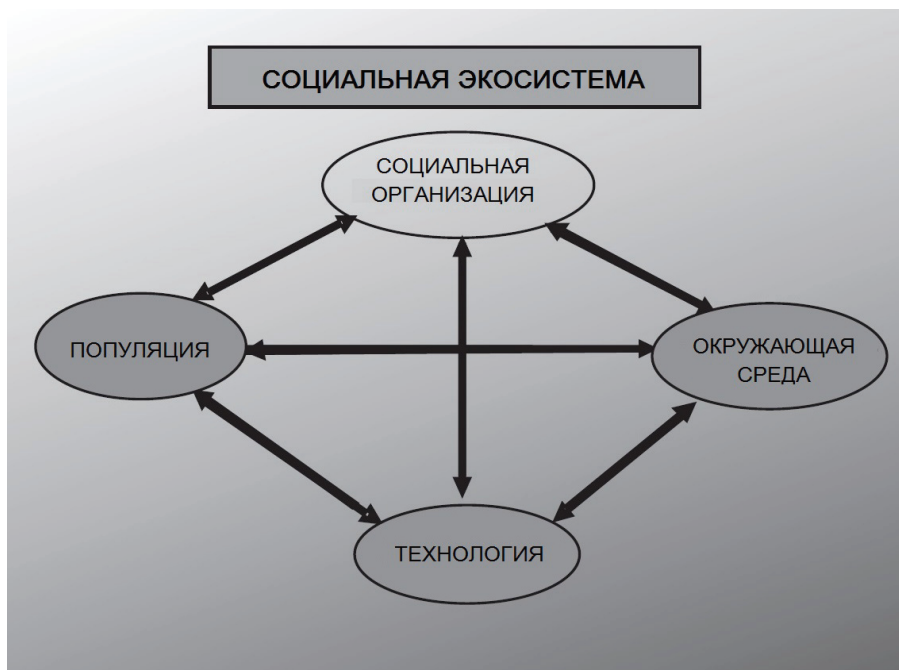 СОЦИАЛЬНАЯ ЭКОСИСТЕМА
СОЦИАЛЬНАЯ
ОРГАНИЗАЦИЯ
ПОПУЛЯЦИЯ
ОКРУЖАЮЩАЯ
СРЕДА
ТЕХНОЛОГИЯ